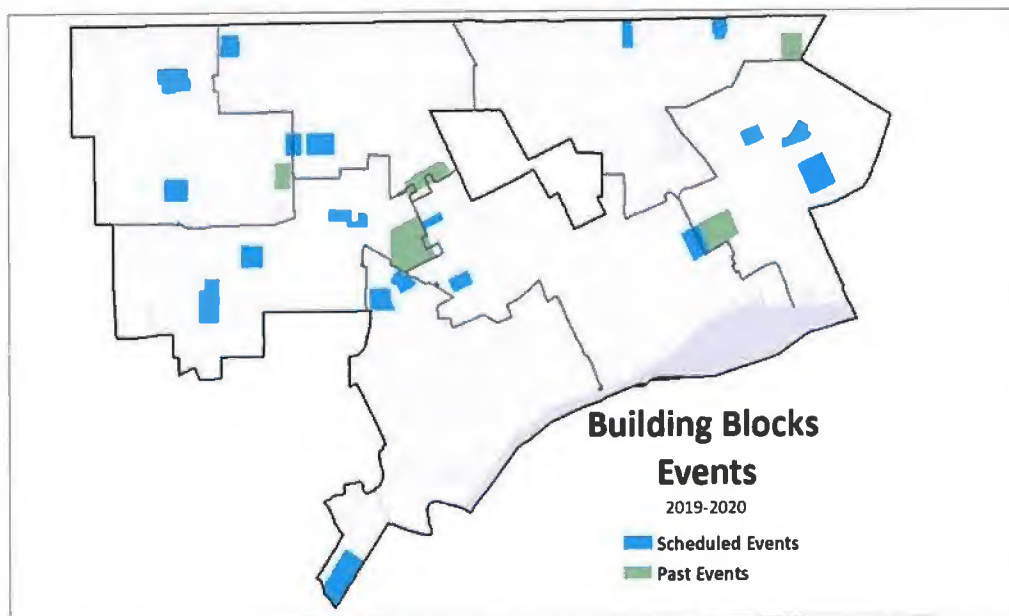 Building Blocks
Events
2019-2020
Scheduled Events
Past Events